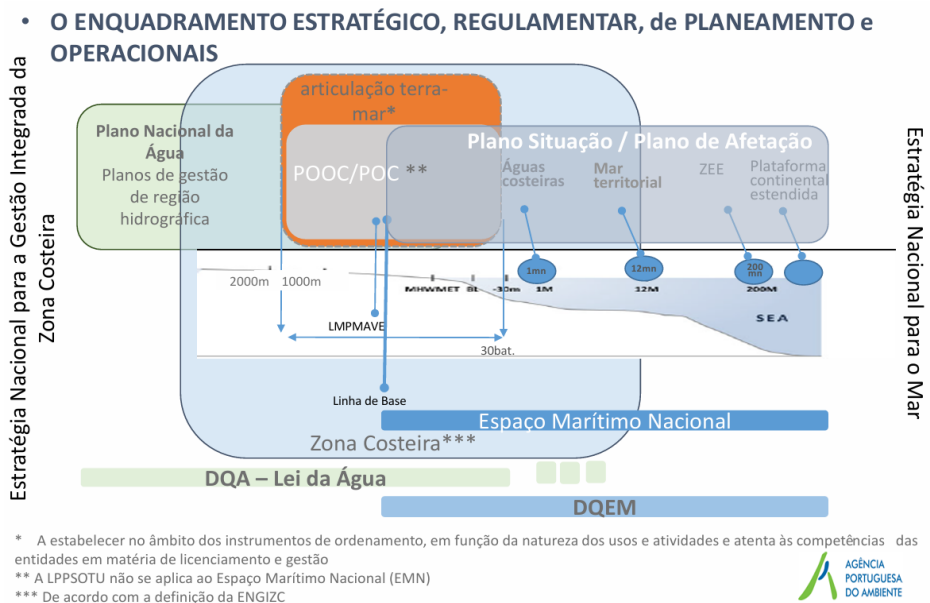 • O ENQUADRAMENTO ESTRATÉGICO, REGULAMENTAR, de PLANEAMENTO e
OPERACIONAIS
Estratégia Nacional para a Gestão Integrada da
Zona Costeira
articulação terra-
mar*
Plano Nacional da
Água
Planos de gestão
de região
hidrográfica
POOC/POC **
Plano Situação / Plano de Afetação
Águas
costeiras
Mar
territorial
ZEE
Plataforma
continental
estendida
Estratégia Nacional para o Mar
1mn
12mn
200
mn
2000m
1000m
MHWMET BL -30m 1M 12M 200M
SEA
LMPMAVE
30bat.
Linha de Base
Espaço Marítimo Nacional
Zona Costeira***
DQA – Lei da Água
DQEM
* A estabelecer no âmbito dos instrumentos de ordenamento, em função da natureza dos usos e atividades e atenta às competências das
entidades em matéria de licenciamento e gestão
** A LPPSOTU não se aplica ao Espaço Marítimo Nacional (EMN)
*** De acordo com a definição da ENGIZC
AGÊNCIA
PORTUGUESA
DO AMBIENTE